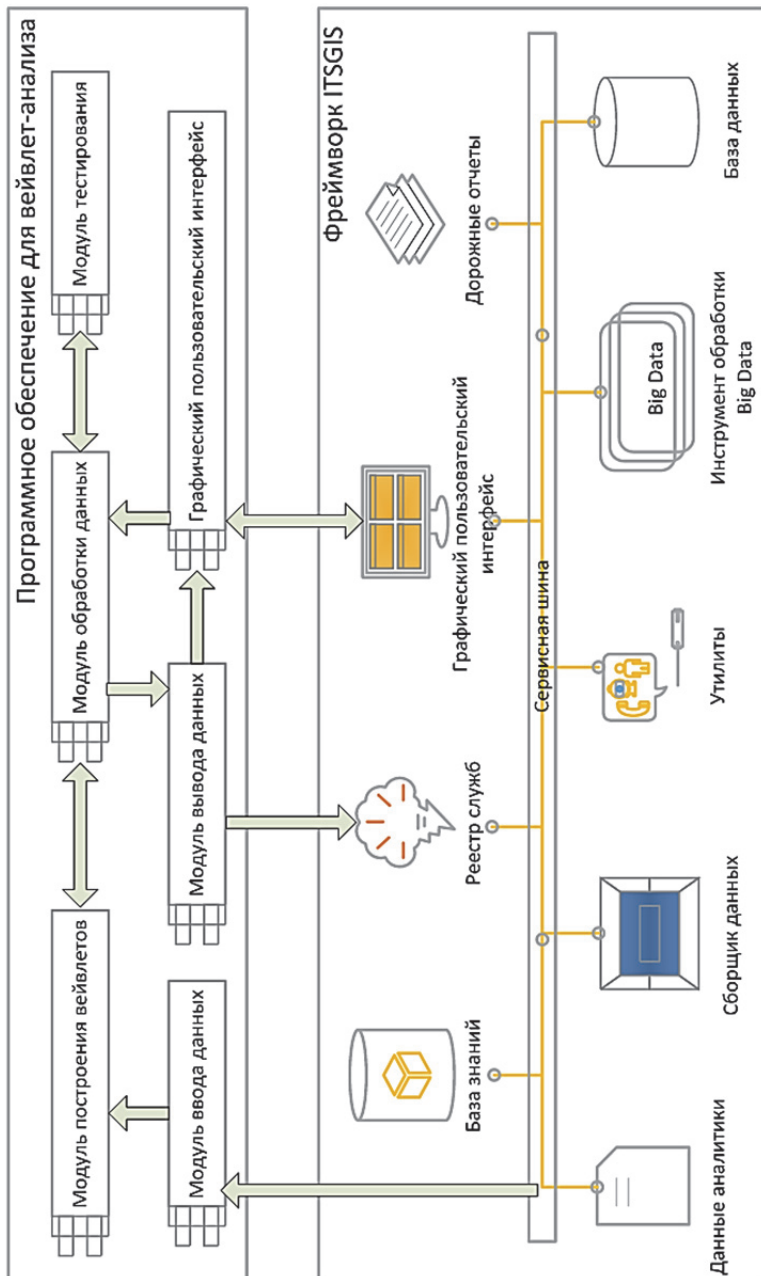 Программное обеспечение для вейвлет-анализа
Модуль построения вейвлетов
Модуль обработки данных
Модуль тестирования
Модуль ввода данных
Модуль вывода данных
Графический пользовательский интерфейс
Фреймворк ITSGIS
База знаний
Реестр служб
Графический пользовательский
интерфейс
Дорожные отчеты
Сервисная шина
Данные аналитики
Сборщик данных
Утилиты
Big Data
Инструмент обработки
Big Data
База данных